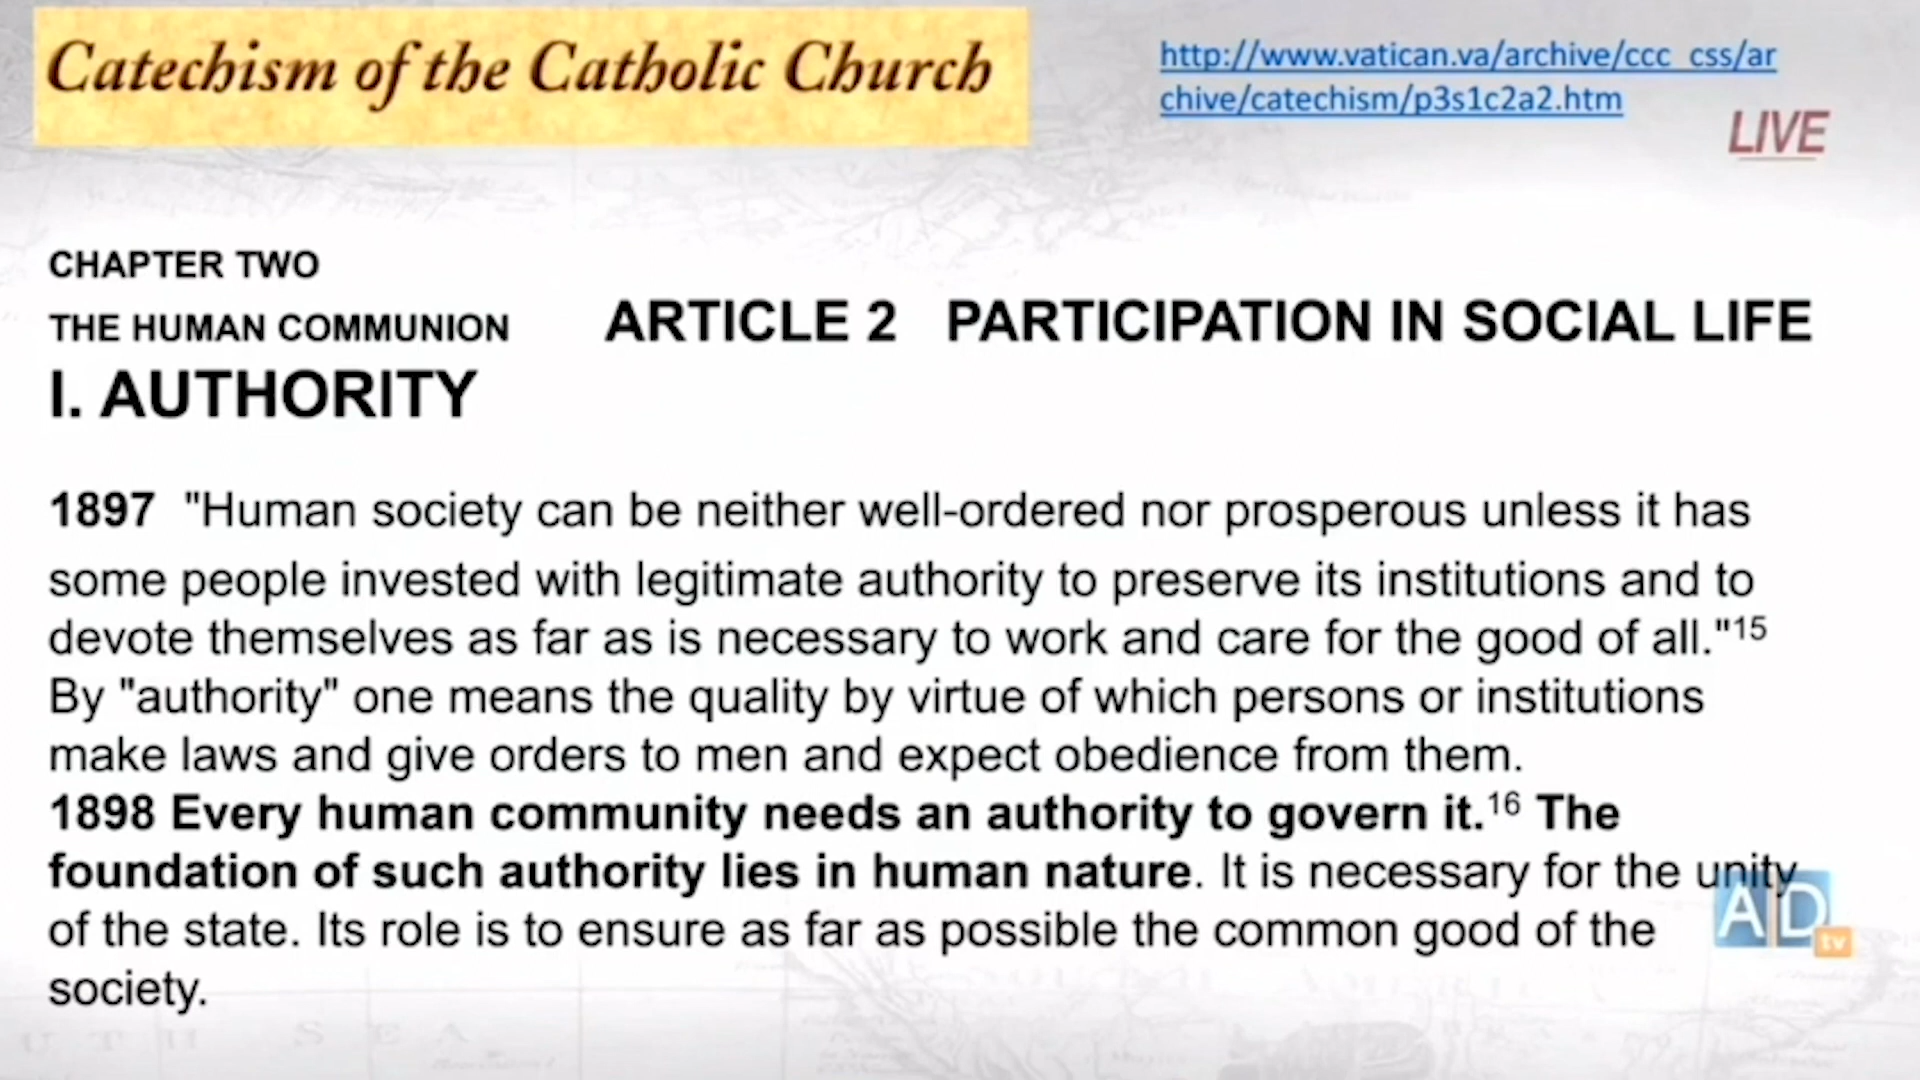 Catechism of the Catholic Church
http://www.vatican.va/archive/ccc_css/ar
chive/catechism/p3s1c2a2.htm
LIVE
CHAPTER TWO
THE HUMAN COMMUNION ARTICLE 2 PARTICIPATION IN SOCIAL LIFE
I. AUTHORITY
1897 "Human society can be neither well-ordered nor prosperous unless it has
some people invested with legitimate authority to preserve its institutions and to
devote themselves as far as is necessary to work and care for the good of all."15
By "authority" one means the quality by virtue of which persons or institutions
make laws and give orders to men and expect obedience from them.
1898 Every human community needs an authority to govern it.16 The
foundation of such authority lies in human nature. It is necessary for the unity
of the state. Its role is to ensure as far as possible the common good of the
society.
AD
tv
UTH SEA